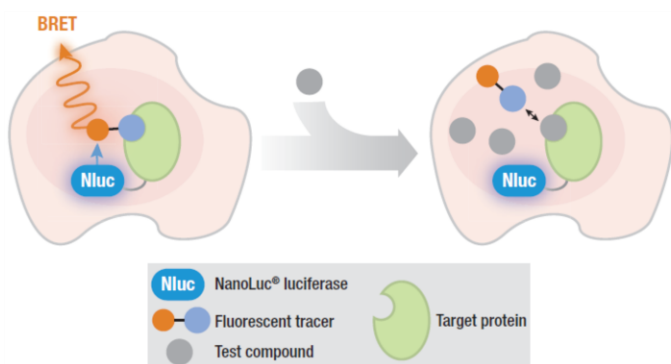 BRET
Nluc
Nluc
Nluc NanoLuc® luciferase
Fluorescent tracer
Test compound
Target protein